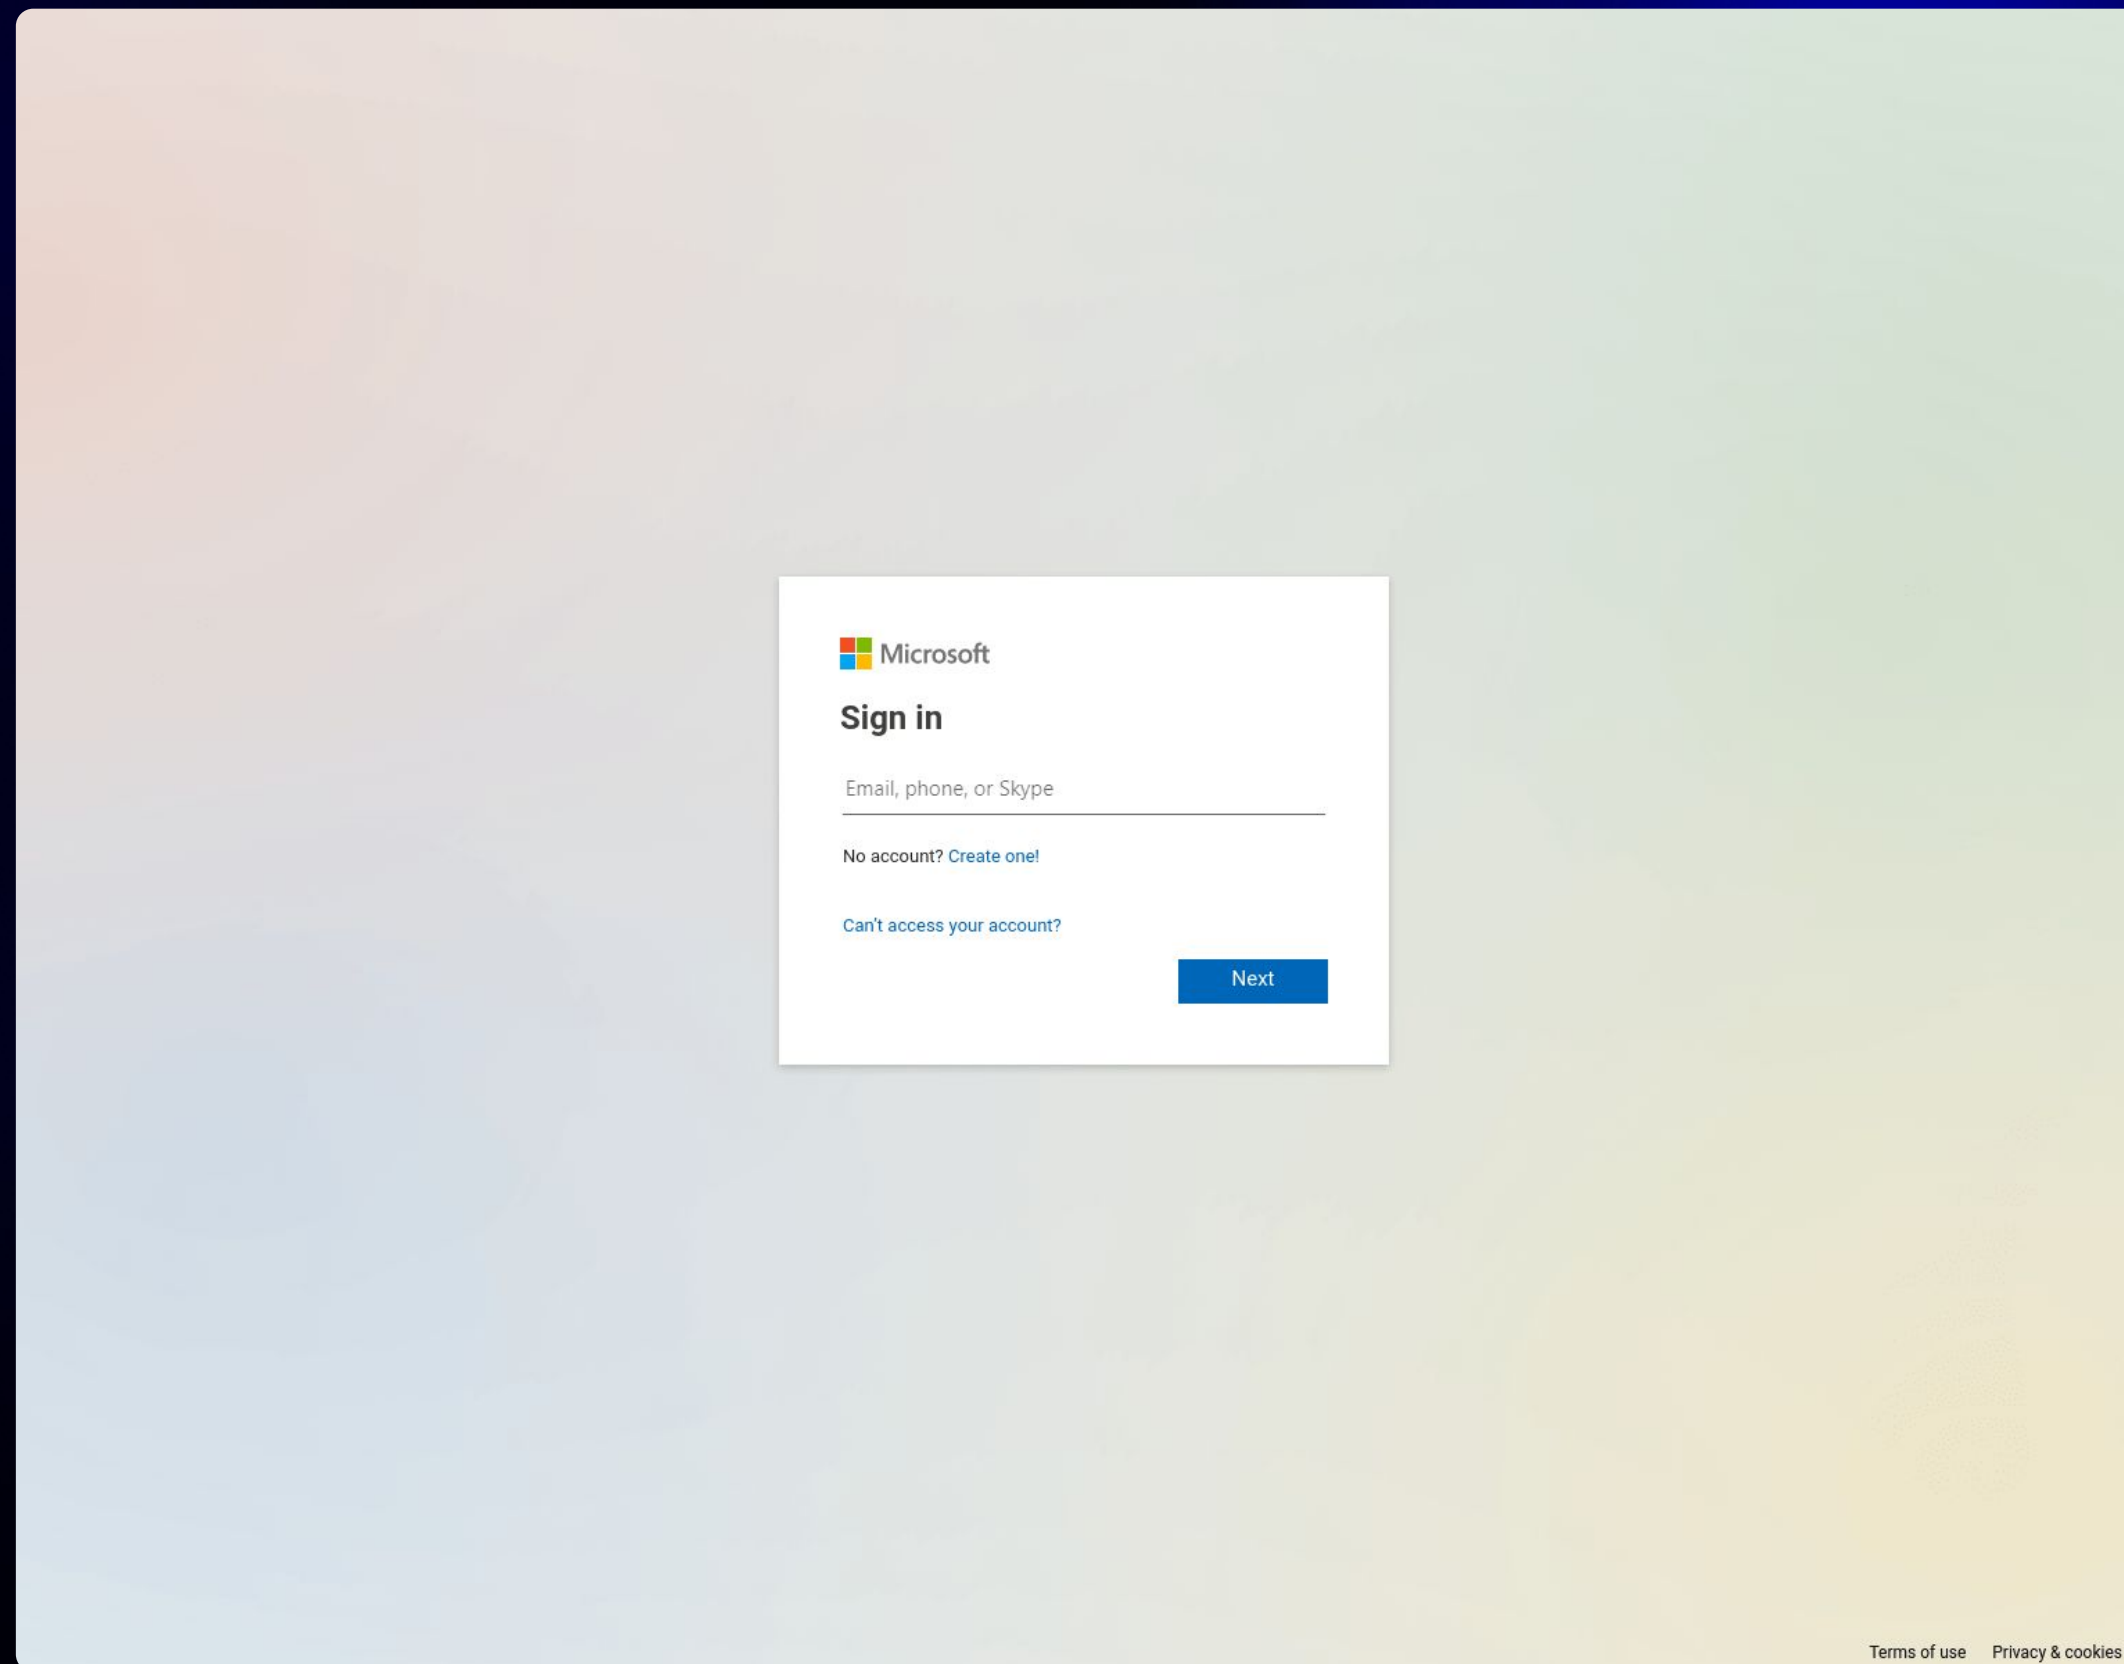 Microsoft
Sign in
Email, phone, or Skype
No account? Create one!
Can't access your account?
Next
Terms of use Privacy & cookies